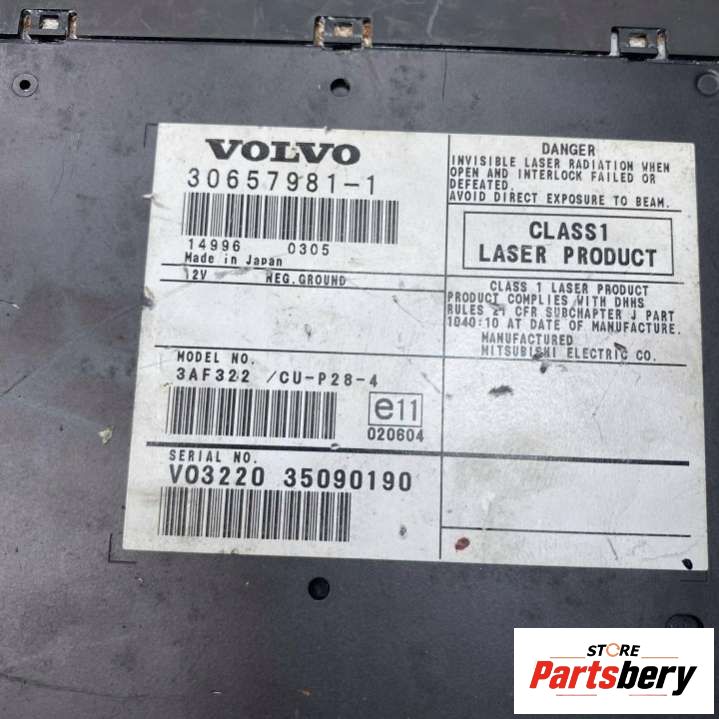 VOLVO
30657981-1
14996 0305
Made in Japan
12V NEG.GROUND
MODEL NO.
3AF322 /CU-P28-4
e11
020604
SERIAL NO.
VO3220 35090190
DANGER
INVISIBLE LASER RADIATION WHEN
OPEN AND INTERLOCK FAILED OR
DEFEATED.
AVOID DIRECT EXPOSURE TO BEAM.
CLASS1
LASER PRODUCT
CLASS 1 LASER PRODUCT
PRODUCT COMPLIES WITH DHHS
RULES 21 CFR SUBCHAPTER J PART
1040:10 AT DATE OF MANUFACTURE.
MANUFACTURED
MITSUBISHI ELECTRIC CO.
STORE
Partsbery